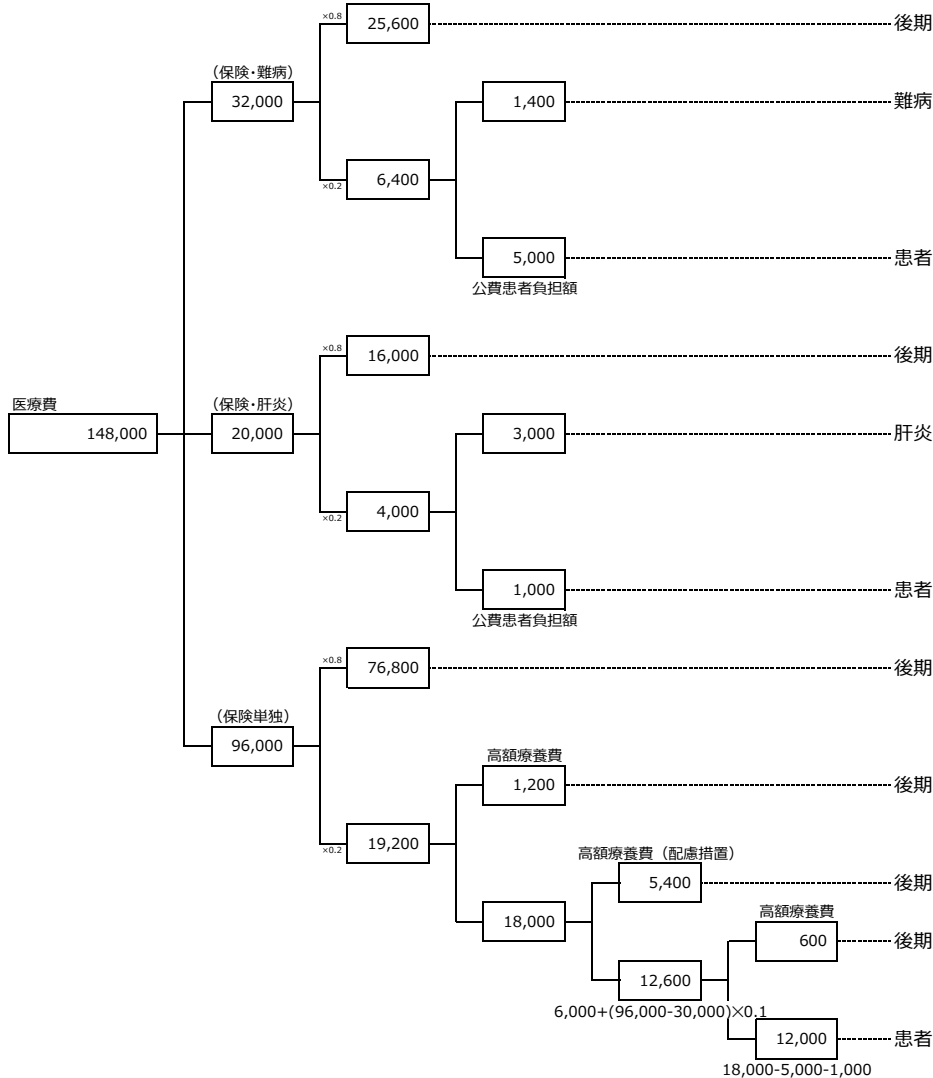 ×0.8
25,600
後期
(保険・難病)
32,000
1,400
難病
×0.2
6,400
5,000
患者
公費患者負担額
×0.8
16,000
後期
医療費
148,000
(保険・肝炎)
20,000
3,000
肝炎
×0.2
4,000
1,000
患者
公費患者負担額
×0.8
76,800
後期
(保険単独)
96,000
高額療養費
1,200
後期
×0.2
19,200
高額療養費（配慮措置）
5,400
後期
18,000
高額療養費
600
後期
12,600
6,000+(96,000-30,000)×0.1
12,000
患者
18,000-5,000-1,000